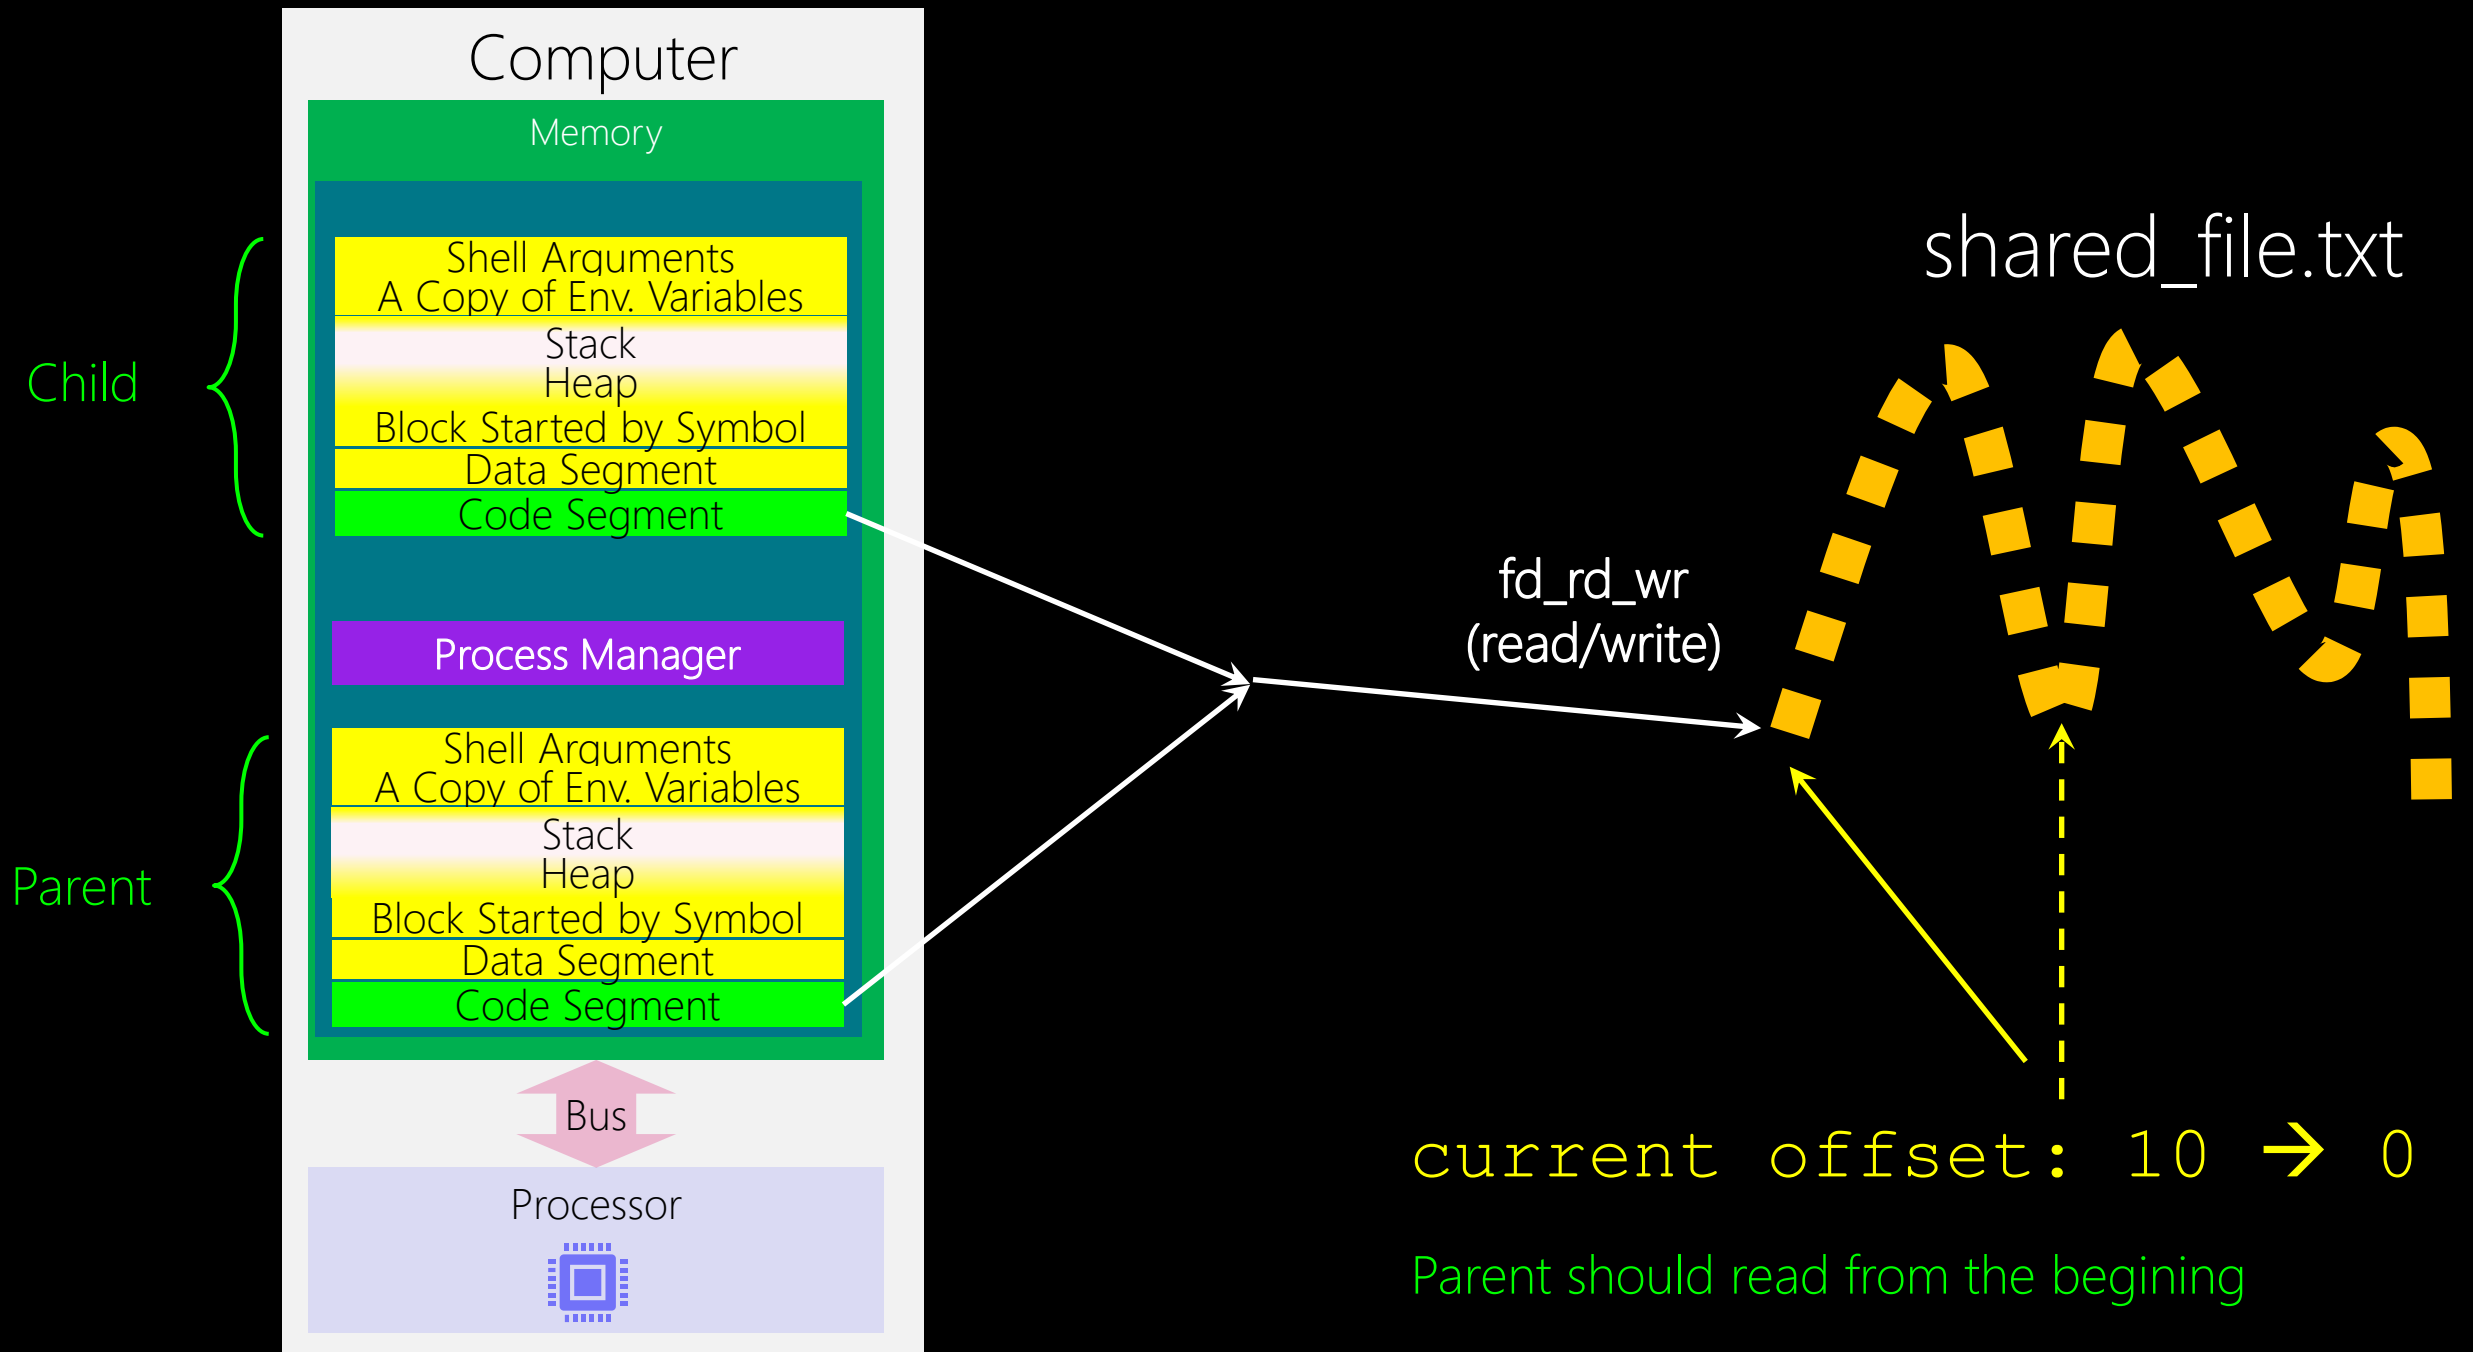 Computer
Memory
Child
Shell Arguments
A Copy of Env. Variables
Stack
Heap
Block Started by Symbol
Data Segment
Code Segment
Process Manager
Parent
Shell Arguments
A Copy of Env. Variables
Stack
Heap
Block Started by Symbol
Data Segment
Code Segment
Bus
Processor
shared_file.txt
fd_rd_wr
(read/write)
current offset: 10 → 0
Parent should read from the begining